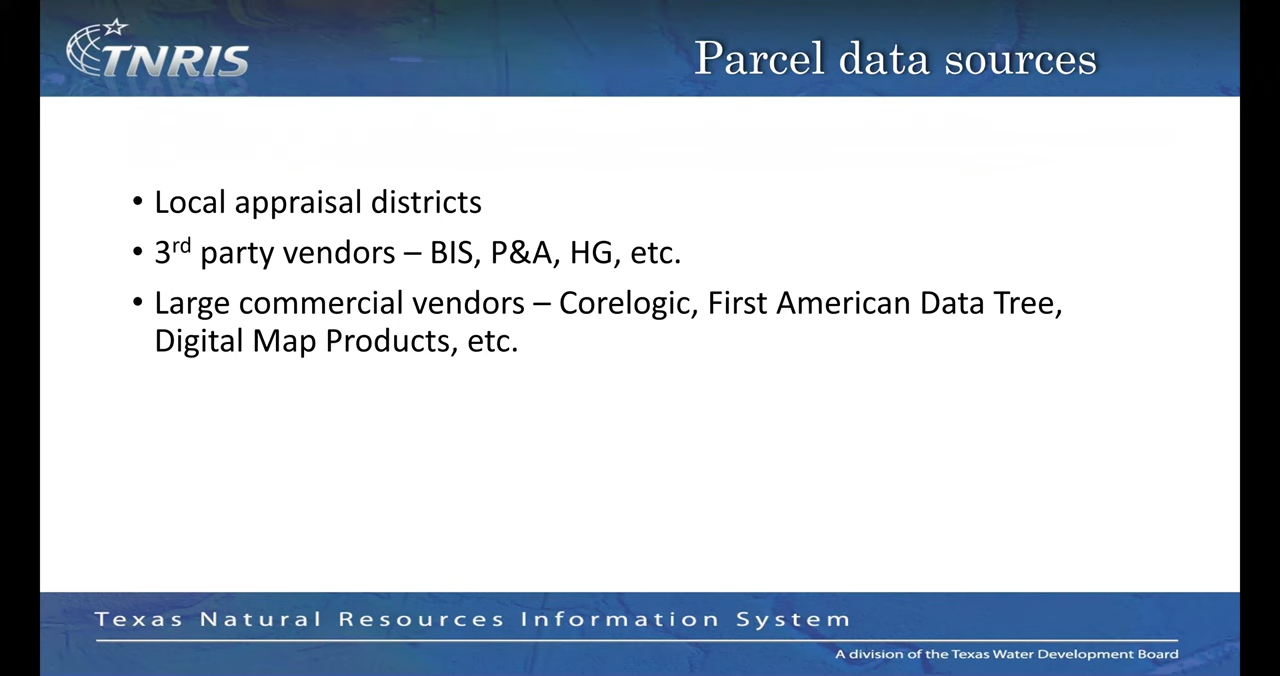 TNRIS
Parcel data sources
• Local appraisal districts
• 3rd party vendors – BIS, P&A, HG, etc.
• Large commercial vendors – Corelogic, First American Data Tree,
Digital Map Products, etc.
Texas Natural Resources Information System
A division of the Texas Water Development Board